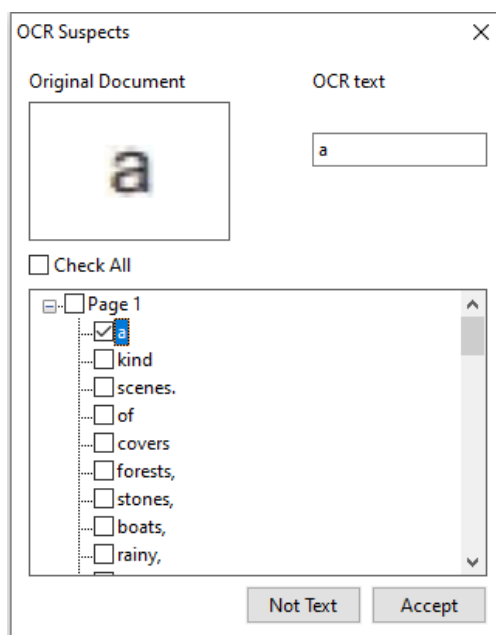 OCR Suspects
Original Document OCR text
a
a
Check All
Page 1
a
kind
scenes.
of
covers
forests,
stones,
boats,
rainy,
Not Text Accept